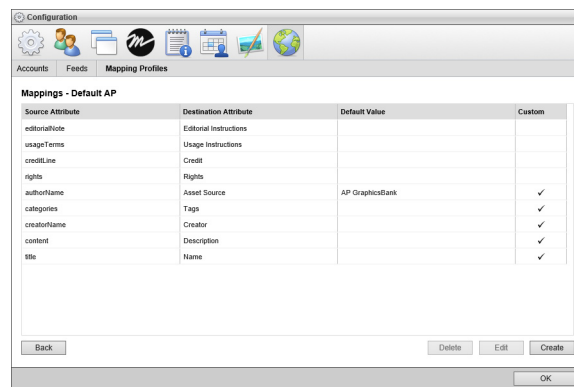 Configuration
Accounts Feeds Mapping Profiles
Mappings - Default AP
Source Attribute Destination Attribute Default Value Custom
editorialNote Editorial Instructions
usageTerms Usage Instructions
creditLine Credit
rights Rights
authorName Asset Source AP GraphicsBank ✓
categories Tags ✓
creatorName Creator ✓
content Description ✓
title Name ✓
Back Delete Edit Create
OK